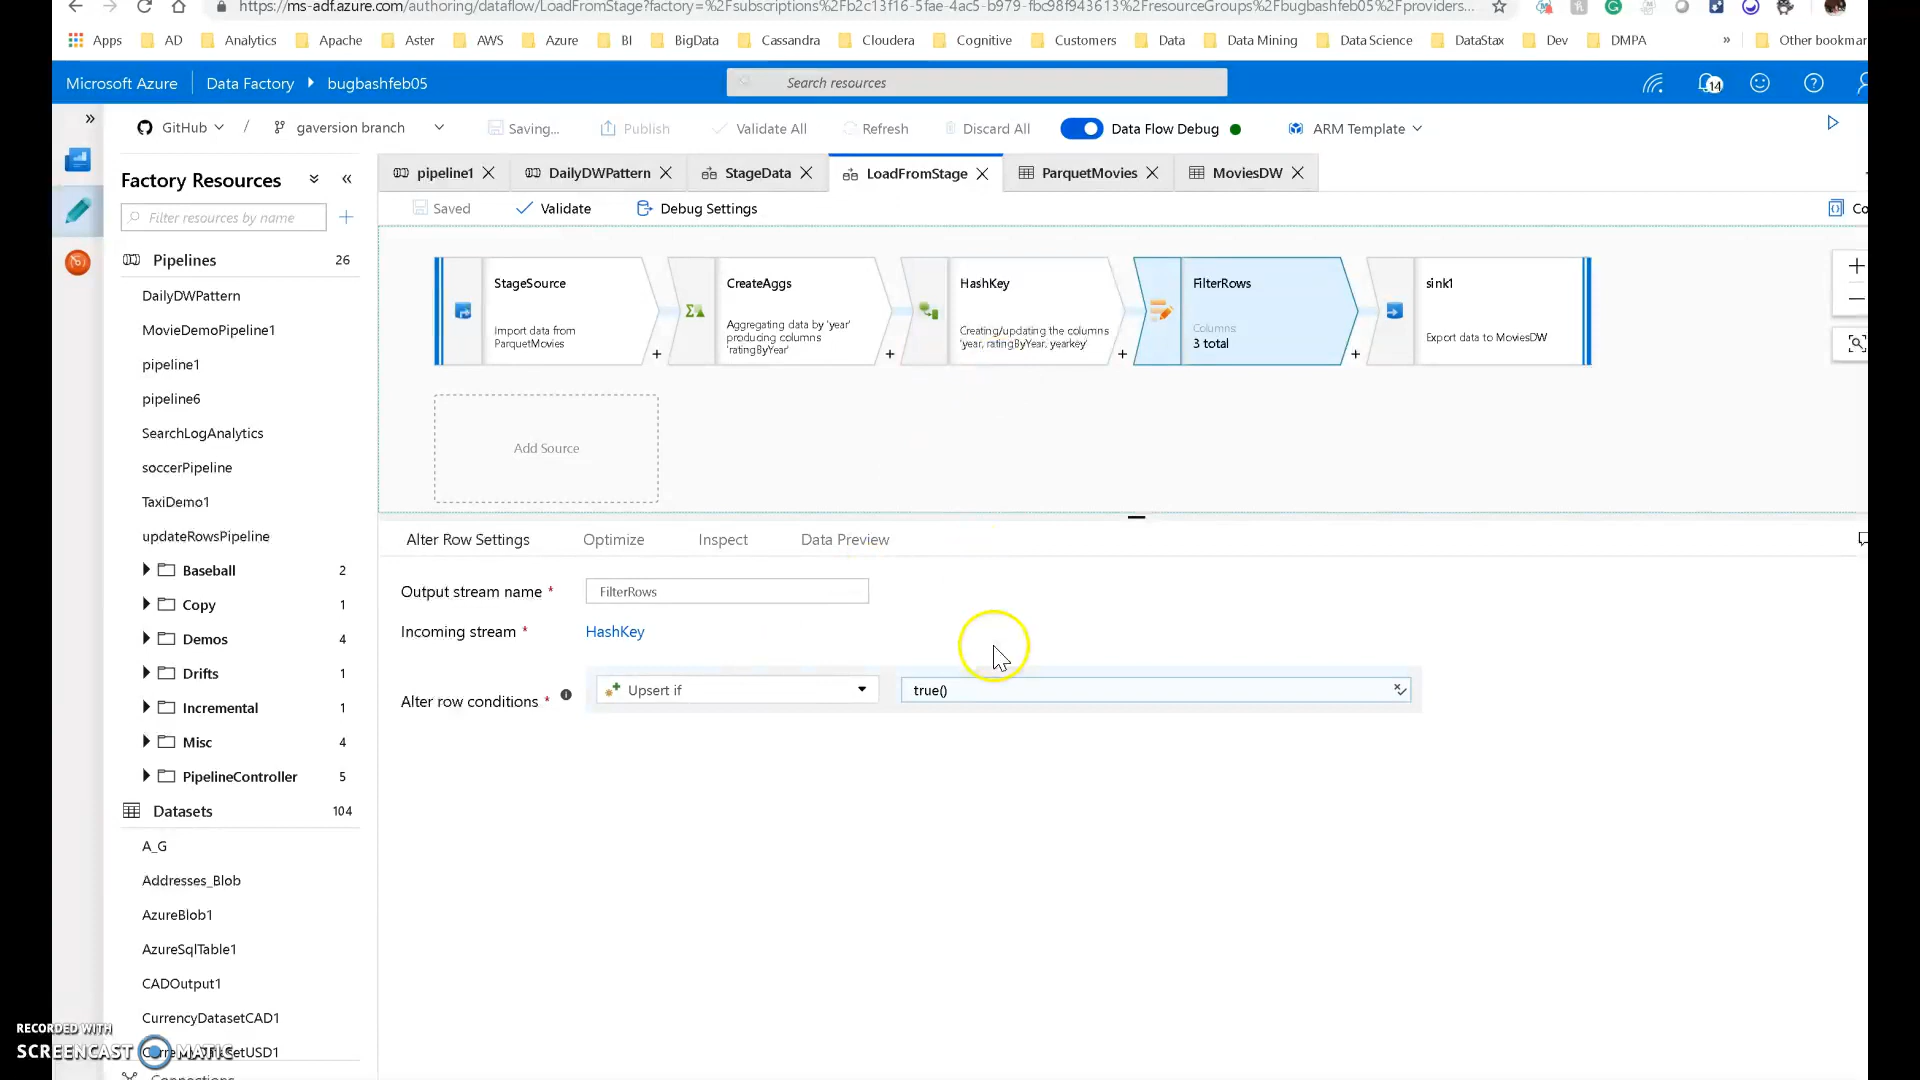 https://ms-adf.azure.com/authoring/dataflow/LoadFromStage?factory=%2Fsubscriptions%2Fb2c13f16-5fae-4ac5-b979-fbc98f943613%2FresourceGroups%2Fbugbashfeb05%2Fproviders...
Apps AD Analytics Apache Aster AWS Azure BI BigData Cassandra Cloudera Cognitive Customers Data Data Mining Data Science DataStax Dev DMPA » Other bookmar
Microsoft Azure Data Factory bugbashfeb05 Search resources 14
» GitHub / gaversion branch Saving... Publish Validate All Refresh Discard All Data Flow Debug ARM Template
pipeline1 DailyDWPattern StageData LoadFromStage ParquetMovies MoviesDW
Factory Resources
Saved Validate Debug Settings Co
Filter resources by name
Pipelines 26
DailyDWPattern
MovieDemoPipeline1
pipeline1
pipeline6
SearchLogAnalytics
soccerPipeline
TaxiDemo1
updateRowsPipeline
Baseball 2
Copy 1
Demos 4
Drifts 1
Incremental 1
Misc 4
PipelineController 5
Datasets 104
A_G
Addresses_Blob
AzureBlob1
AzureSqlTable1
CADOutput1
CurrencyDatasetCAD1
StageSource
Import data from
ParquetMovies
CreateAggs
Aggregating data by 'year'
producing columns
'ratingByYear'
HashKey
Creating/updating the columns
'year, ratingByYear, yearkey'
FilterRows
Columns:
3 total
sink1
Export data to MoviesDW
Add Source
Alter Row Settings Optimize Inspect Data Preview
Output stream name * FilterRows
Incoming stream * HashKey
Alter row conditions * Upsert if true()
RECORDED WITH
SCREENCAST MATIC